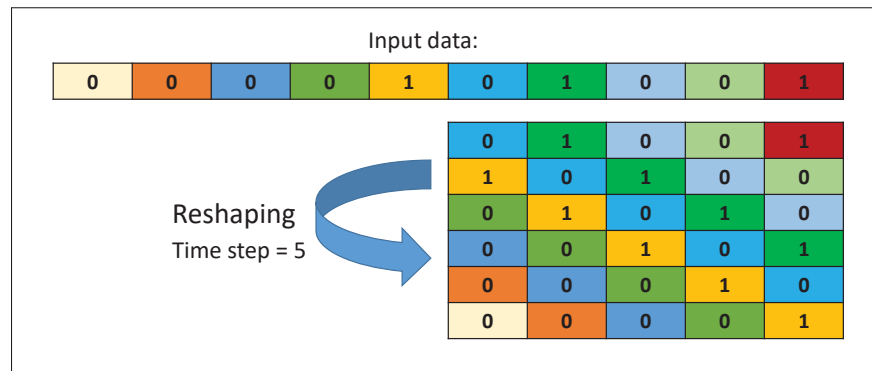 Input data:
0 0 0 0 1 0 1 0 0 1
0 1 0 0 1
1 0 1 0 0
0 1 0 1 0
0 0 1 0 1
0 0 0 1 0
0 0 0 0 1
Reshaping
Time step = 5